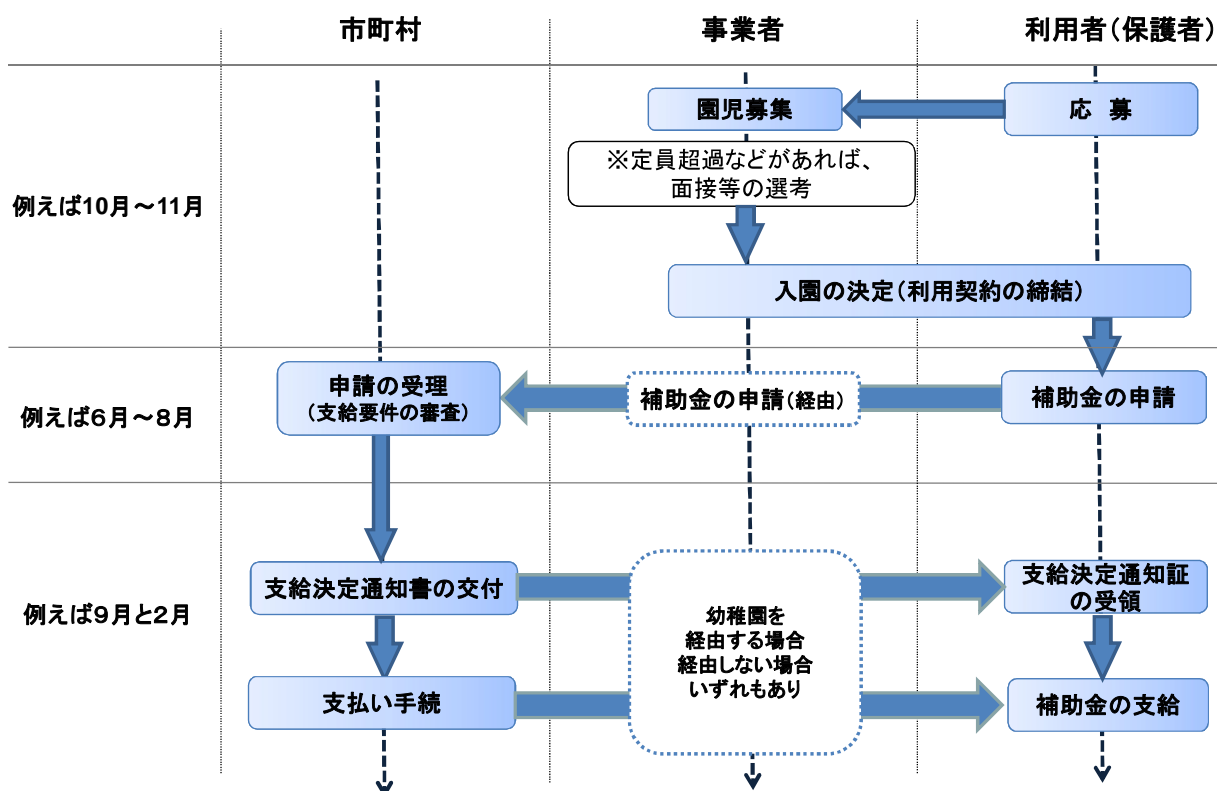 市町村
事業者
利用者(保護者)
例えば10月～11月
園児募集
応　募
※定員超過などがあれば、
面接等の選考
入園の決定(利用契約の締結)
例えば6月～8月
申請の受理
(支給要件の審査)
補助金の申請(経由)
補助金の申請
例えば9月と2月
支給決定通知書の交付
幼稚園を
経由する場合
経由しない場合
いずれもあり
支給決定通知証
の受領
支払い手続
補助金の支給